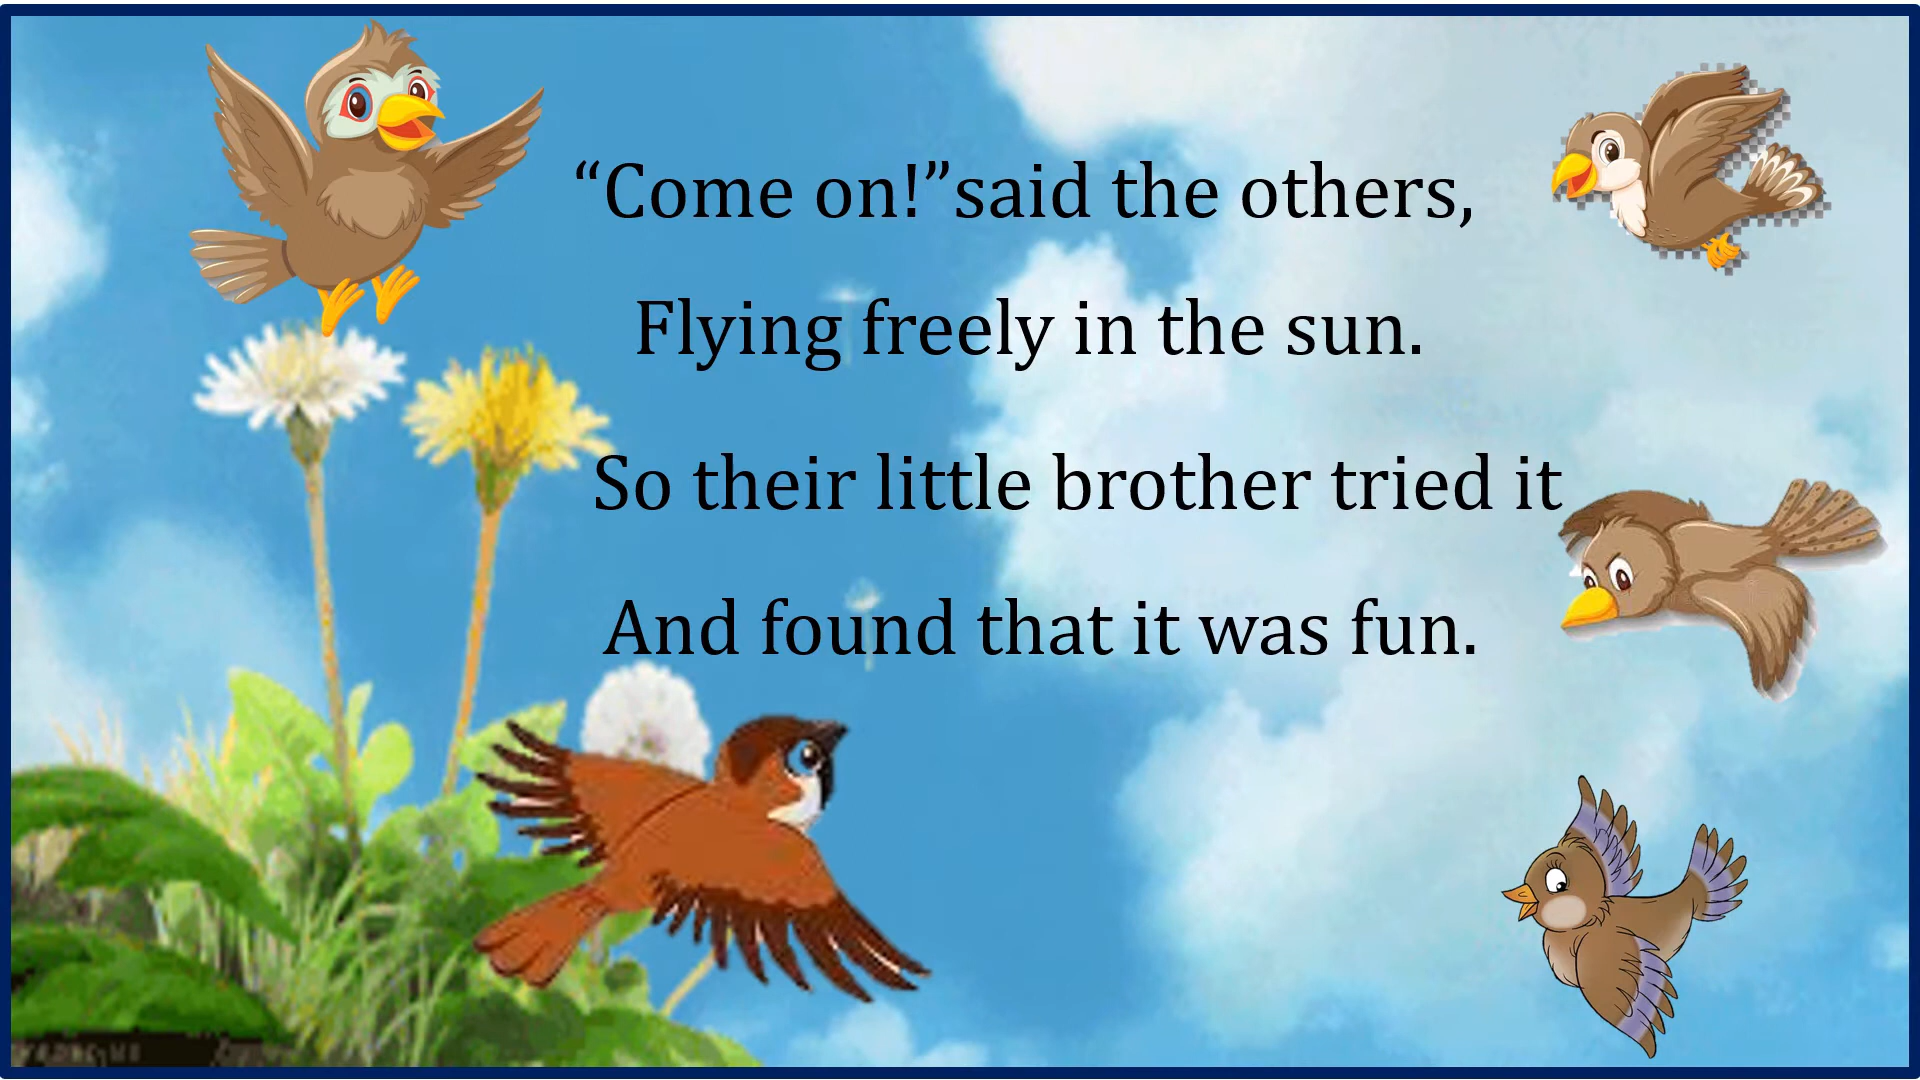 “Come on!”said the others,
Flying freely in the sun.
So their little brother tried it
And found that it was fun.